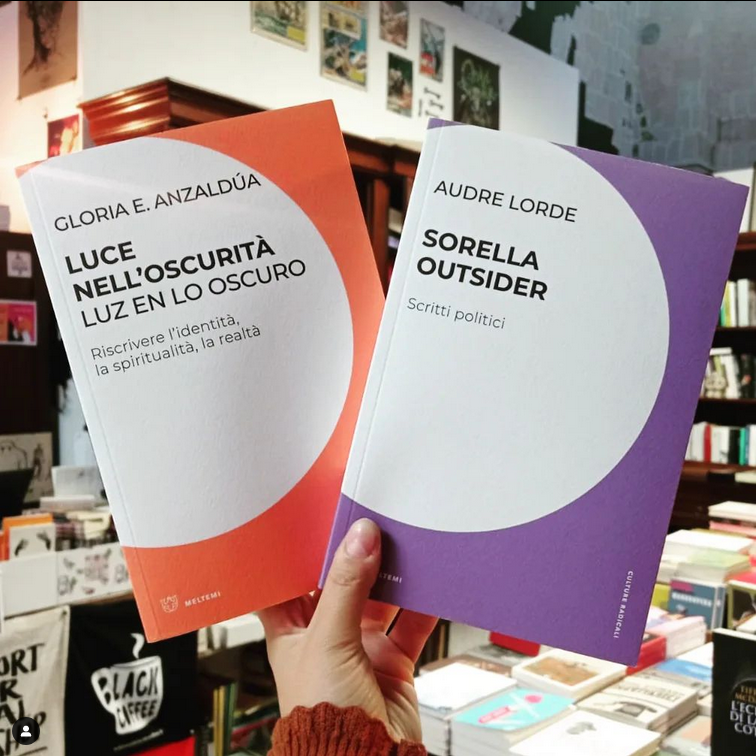 GLORIA E. ANZALDÚA
LUCE
NELL'OSCURITÀ
LUZ EN LO OSCURO
Riscrivere l'identità,
la spiritualità, la realtà
MELTEMI
AUDRE LORDE
SORELLA
OUTSIDER
Scritti politici
MELTEMI
CULTURE RADICALI
BLACK
COFFEE